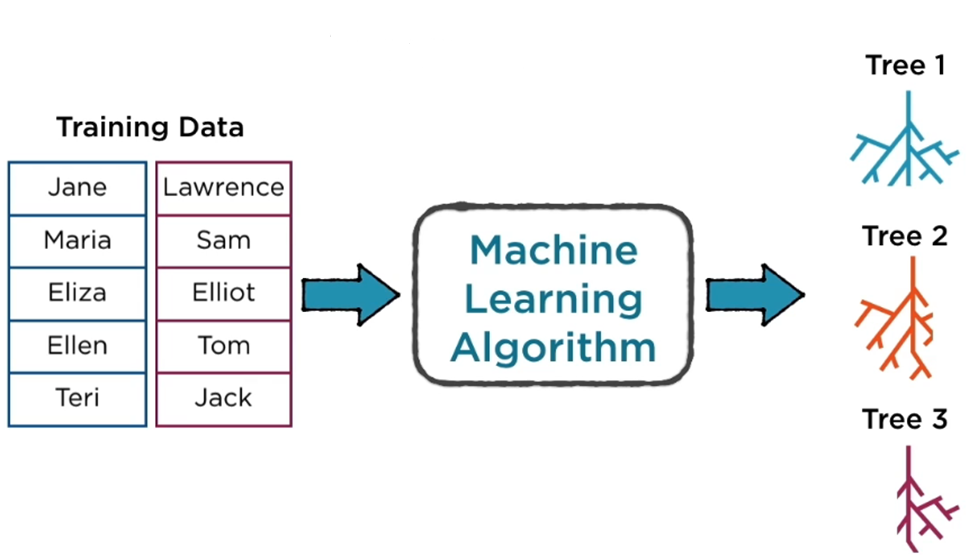 Training Data
Jane
Lawrence
Maria
Sam
Eliza
Elliot
Ellen
Tom
Teri
Jack
Machine
Learning
Algorithm
Tree 1
Tree 2
Tree 3